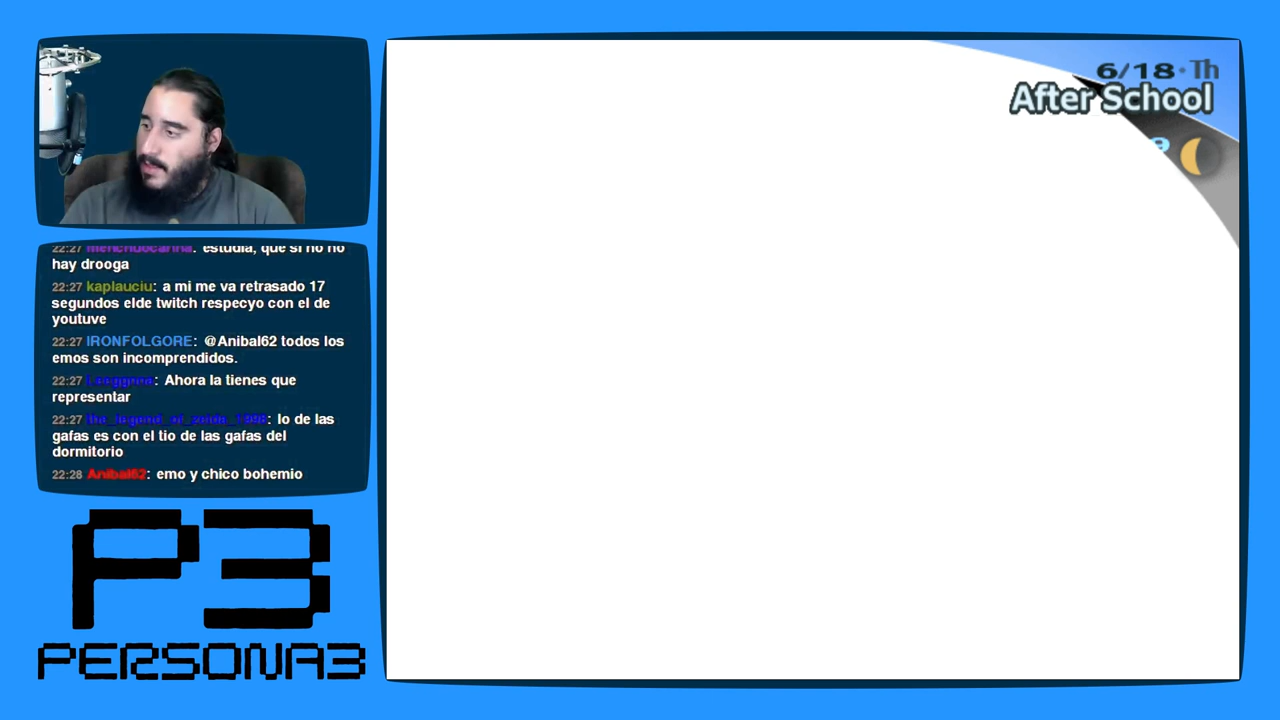 6/18·Th
After School
9
22:27 : estudia, que si no no
hay drooga
22:27 kaplauciu: a mi me va retrasado 17
segundos elde twitch respecyo con el de
youtuve
22:27 IRONFOLGORE: @Anibal62 todos los
emos son incomprendidos.
22:27 : Ahora la tienes que
representar
22:27 the_legend_of_zelda_1998: lo de las
gafas es con el tio de las gafas del
dormitorio
22:28 Anibal62: emo y chico bohemio
P3
PERSONA3